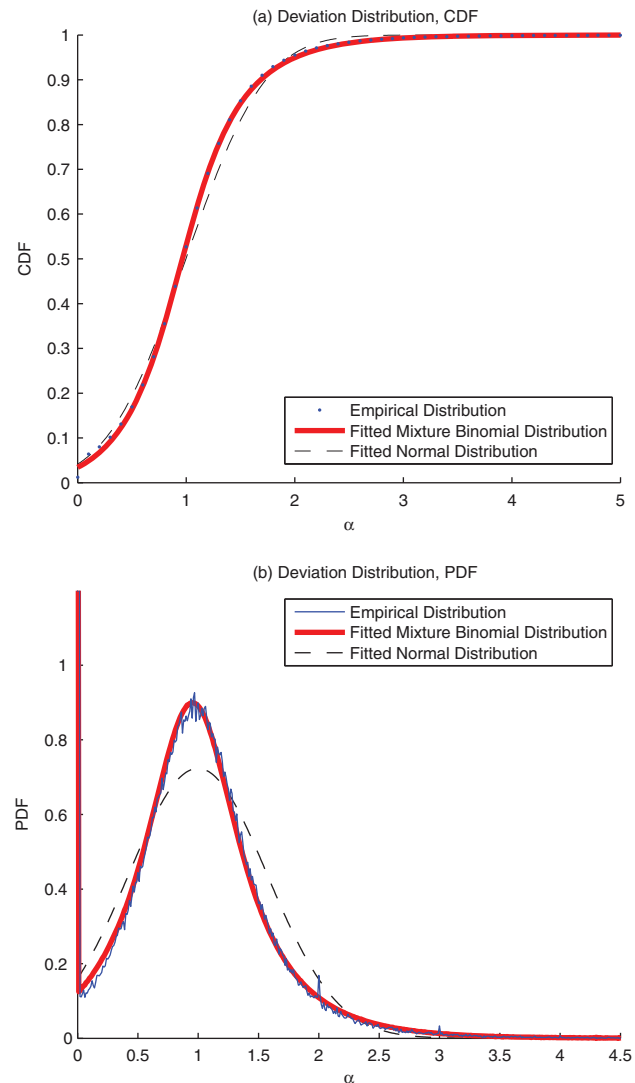 (a) Deviation Distribution, CDF
1
0.9
0.8
0.7
0.6
0.5
0.4
0.3
0.2
0.1
0
CDF
Empirical Distribution
Fitted Mixture Binomial Distribution
Fitted Normal Distribution
0 1 2 3 4 5
α
(b) Deviation Distribution, PDF
Empirical Distribution
Fitted Mixture Binomial Distribution
Fitted Normal Distribution
1
0.8
0.6
0.4
0.2
0
PDF
0 0.5 1 1.5 2 2.5 3 3.5 4 4.5
α